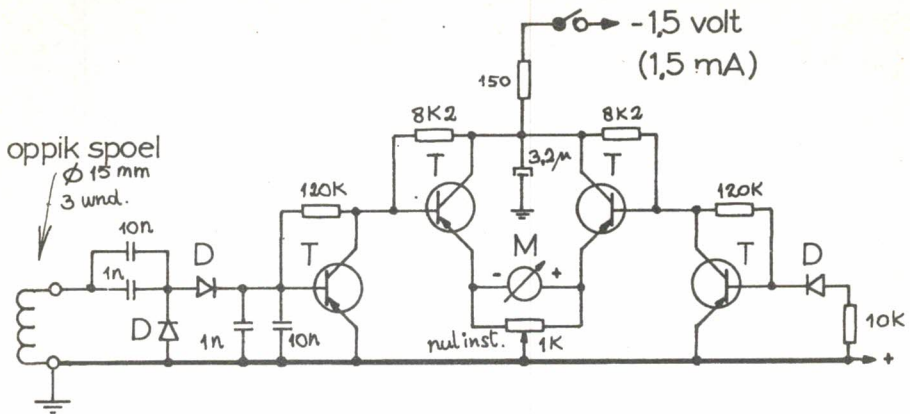 -1,5 volt
(1,5 mA)
150
8K2
8K2
oppik spoel
Ø 15 mm
3 wnd.
T
3,2µ
T
120K
120K
10n
1n
D
T
M
T
D
- +
D
1n
10n
nul inst.
1K
10K
+